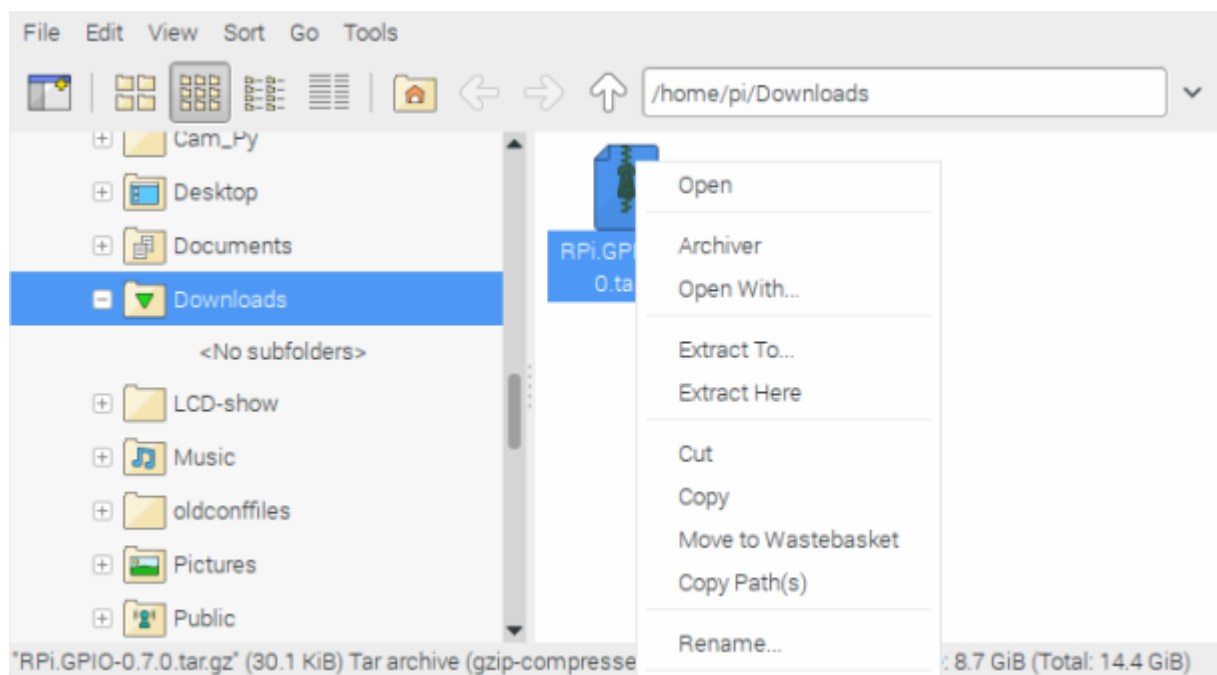 File Edit View Sort Go Tools
/home/pi/Downloads
Cam_Py
Desktop
Documents
Downloads
<No subfolders>
LCD-show
Music
oldconffiles
Pictures
Public
RPi.GPI
0.ta
Open
Archiver
Open With...
Extract To...
Extract Here
Cut
Copy
Move to Wastebasket
Copy Path(s)
Rename...
"RPi.GPIO-0.7.0.tar.gz" (30.1 KiB) Tar archive (gzip-compresse : 8.7 GiB (Total: 14.4 GiB)